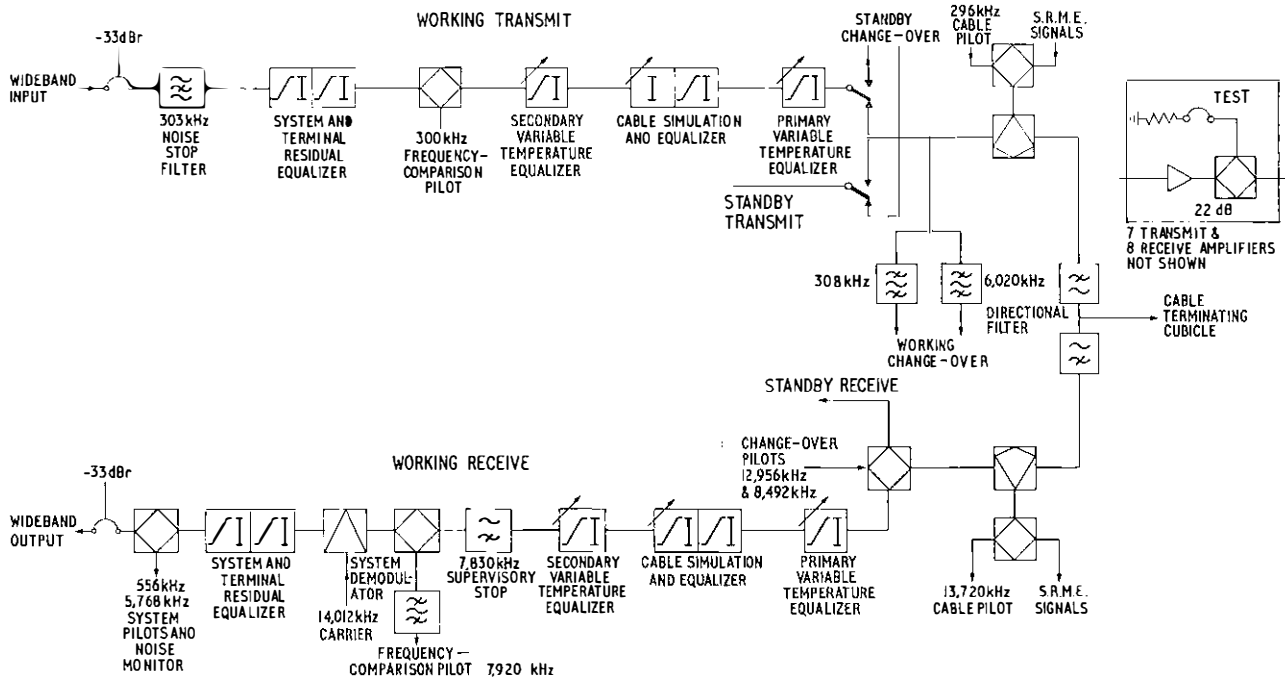 WORKING TRANSMIT
-33dBr
WIDEBAND
INPUT
303kHz
NOISE
STOP
FILTER
SYSTEM AND
TERMINAL
RESIDUAL
EQUALIZER
300kHz
FREQUENCY-
COMPARISON
PILOT
SECONDARY
VARIABLE
TEMPERATURE
EQUALIZER
CABLE SIMULATION
AND EQUALIZER
PRIMARY
VARIABLE
TEMPERATURE
EQUALIZER
STANDBY
CHANGE-OVER
STANDBY
TRANSMIT
296kHz
CABLE
PILOT
S.R.M.E.
SIGNALS
TEST
22 dB
7 TRANSMIT &
8 RECEIVE AMPLIFIERS
NOT SHOWN
308kHz
6,020kHz
DIRECTIONAL
FILTER
WORKING
CHANGE-OVER
CABLE
TERMINATING
CUBICLE
STANDBY RECEIVE
CHANGE-OVER
PILOTS
12,956kHz
& 8,492kHz
WORKING RECEIVE
-33dBr
WIDEBAND
OUTPUT
556kHz
5,768kHz
SYSTEM
PILOTS AND
NOISE
MONITOR
SYSTEM AND
TERMINAL
RESIDUAL
EQUALIZER
SYSTEM
DEMODUL-
ATOR
14,012kHz
CARRIER
FREQUENCY-
COMPARISON PILOT 7,920 kHz
7,830kHz
SUPERVISORY
STOP
SECONDARY
VARIABLE
TEMPERATURE
EQUALIZER
CABLE SIMULATION
AND EQUALIZER
PRIMARY
VARIABLE
TEMPERATURE
EQUALIZER
13,720kHz
CABLE PILOT
S.R.M.E.
SIGNALS